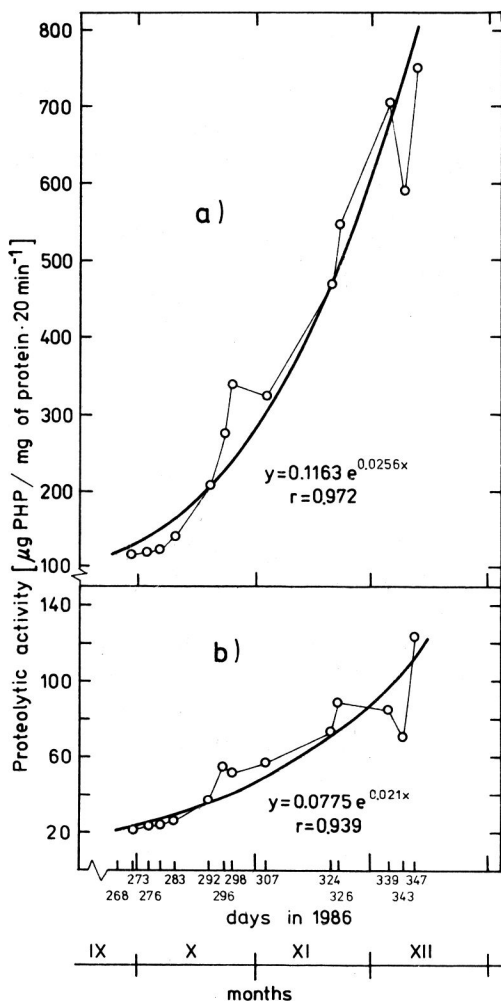 800
700
600
500
400
300
200
100
a)
y=0.1163 e^0.0256x
r=0.972
Proteolytic activity [µg PHP / mg of protein · 20 min⁻¹]
140
100
60
20
b)
y=0.0775 e^0.021x
r=0.939
273 283 292 298 307 324 339 347
268 276 296 326 343
days in 1986
IX X XI XII
months